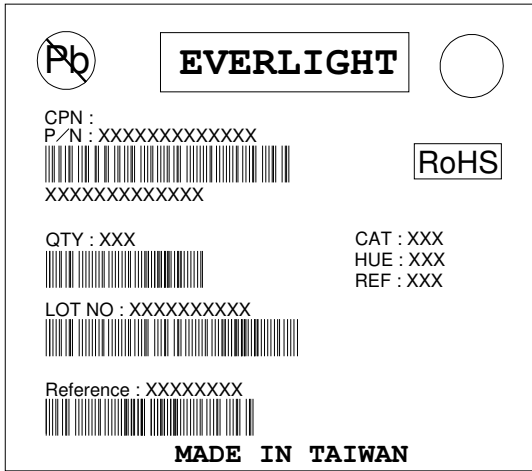 Pb
EVERLIGHT
CPN :
P/N : XXXXXXXXXXXXX
RoHS
XXXXXXXXXXXXX
QTY : XXX
CAT : XXX
HUE : XXX
REF : XXX
LOT NO : XXXXXXXXXX
Reference : XXXXXXXX
MADE IN TAIWAN